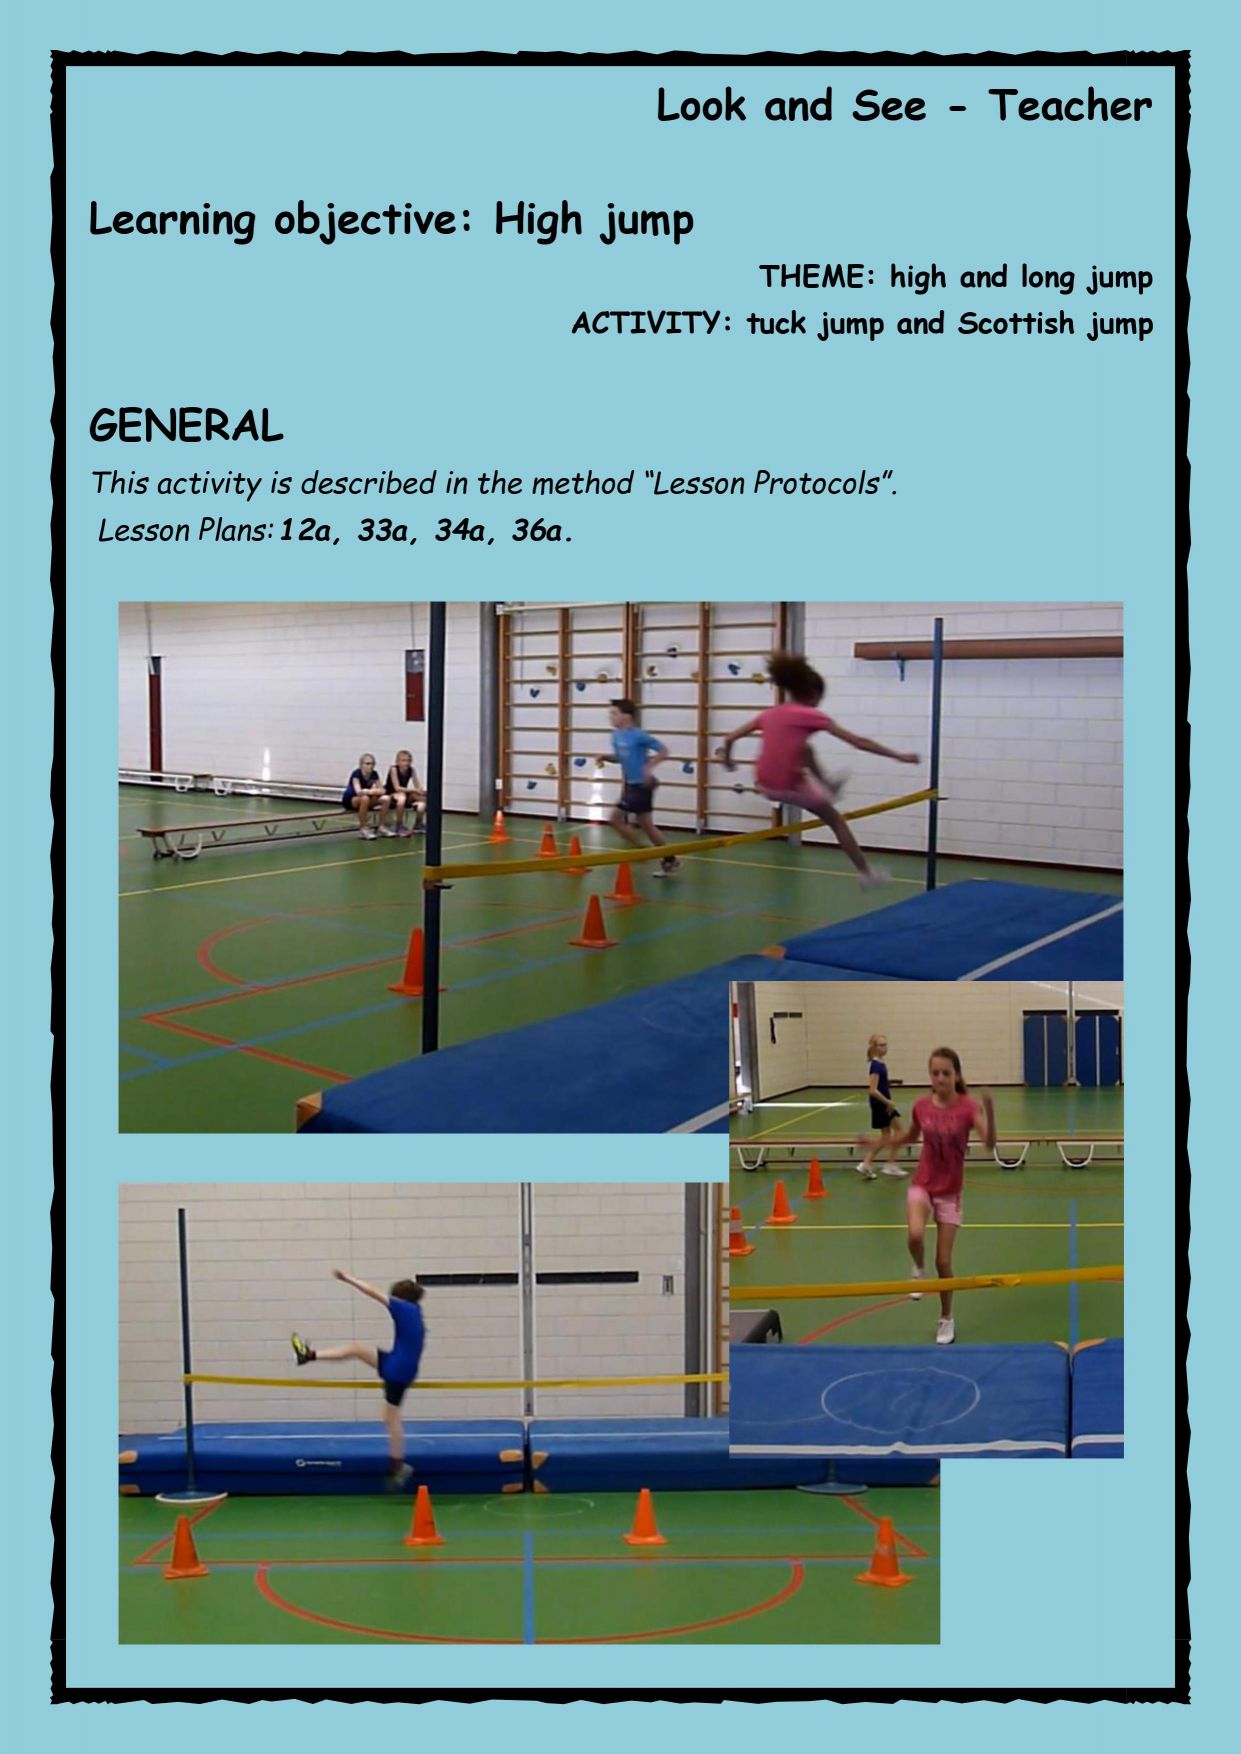 Look and See - Teacher
Learning objective: High jump
THEME: high and long jump
ACTIVITY: tuck jump and Scottish jump
GENERAL
This activity is described in the method “Lesson Protocols”.
Lesson Plans: 12a, 33a, 34a, 36a.